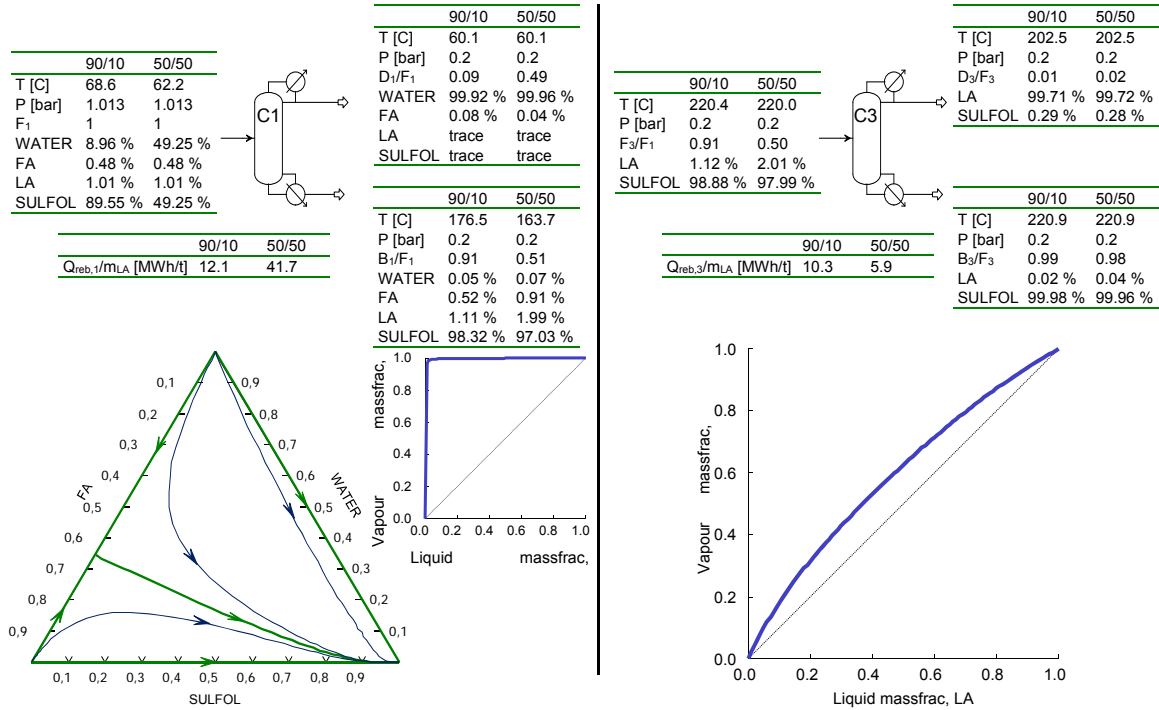 90/10 50/50
T [C] 68.6 62.2
P [bar] 1.013 1.013
F1 1 1
WATER 8.96 % 49.25 %
FA 0.48 % 0.48 %
LA 1.01 % 1.01 %
SULFOL 89.55 % 49.25 %
C1
90/10 50/50
T [C] 60.1 60.1
P [bar] 0.2 0.2
D1/F1 0.09 0.49
WATER 99.92 % 99.96 %
FA 0.08 % 0.04 %
LA trace trace
SULFOL trace trace
90/10 50/50
T [C] 176.5 163.7
P [bar] 0.2 0.2
B1/F1 0.91 0.51
WATER 0.05 % 0.07 %
FA 0.52 % 0.91 %
LA 1.11 % 1.99 %
SULFOL 98.32 % 97.03 %
90/10 50/50
Qreb,1/mLA [MWh/t] 12.1 41.7
0,1
0,2
0,3
0,4
0,5
0,6
0,7
0,8
0,9
FA
0,9
0,8
0,7
0,6
0,5
0,4
0,3
0,2
0,1
WATER
0,1 0,2 0,3 0,4 0,5 0,6 0,7 0,8 0,9
SULFOL
1.0
0.8
0.6
0.4
0.2
0.0
Vapour massfrac,
0.0 0.2 0.4 0.6 0.8 1.0
Liquid massfrac,
90/10 50/50
T [C] 220.4 220.0
P [bar] 0.2 0.2
F3/F1 0.91 0.50
LA 1.12 % 2.01 %
SULFOL 98.88 % 97.99 %
C3
90/10 50/50
T [C] 202.5 202.5
P [bar] 0.2 0.2
D3/F3 0.01 0.02
LA 99.71 % 99.72 %
SULFOL 0.29 % 0.28 %
90/10 50/50
T [C] 220.9 220.9
P [bar] 0.2 0.2
B3/F3 0.99 0.98
LA 0.02 % 0.04 %
SULFOL 99.98 % 99.96 %
90/10 50/50
Qreb,3/mLA [MWh/t] 10.3 5.9
1.0
0.8
0.6
0.4
0.2
0.0
Vapour massfrac,
0.0 0.2 0.4 0.6 0.8 1.0
Liquid massfrac, LA